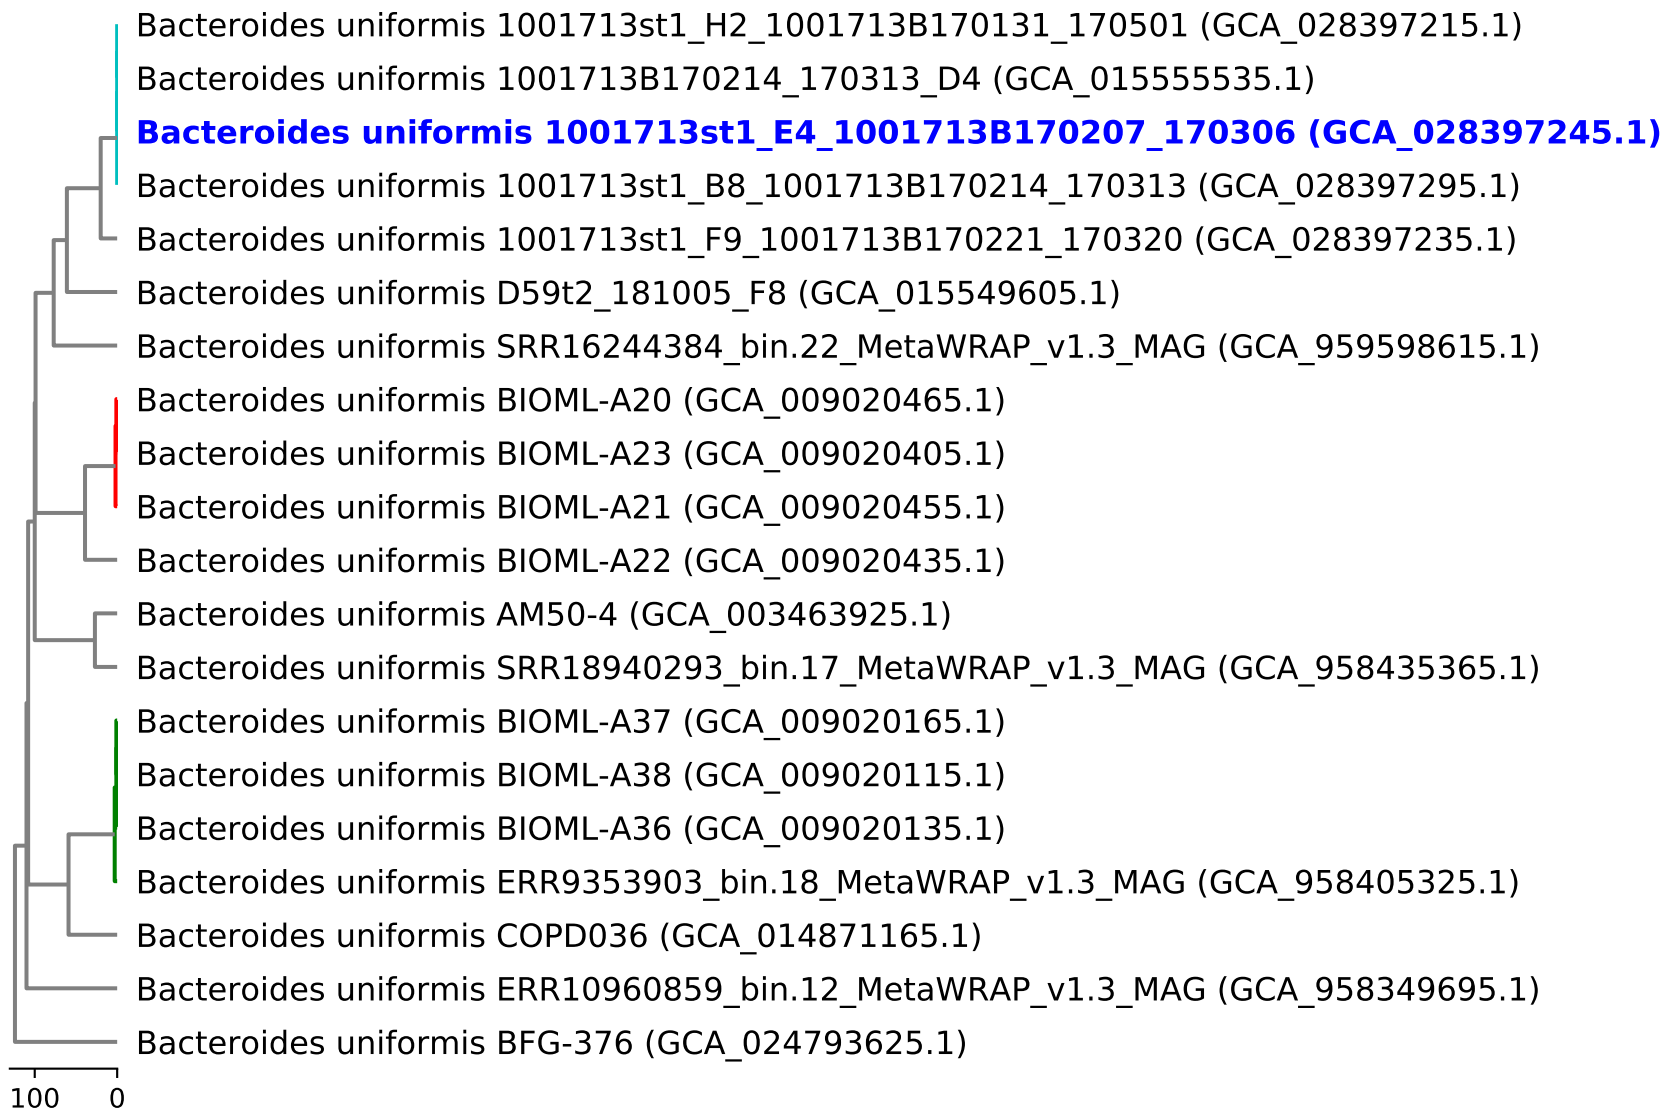 Bacteroides uniformis 1001713st1_H2_1001713B170131_170501 (GCA_028397215.1)
Bacteroides uniformis 1001713B170214_170313_D4 (GCA_015555535.1)
Bacteroides uniformis 1001713st1_E4_1001713B170207_170306 (GCA_028397245.1)
Bacteroides uniformis 1001713st1_B8_1001713B170214_170313 (GCA_028397295.1)
Bacteroides uniformis 1001713st1_F9_1001713B170221_170320 (GCA_028397235.1)
Bacteroides uniformis D59t2_181005_F8 (GCA_015549605.1)
Bacteroides uniformis SRR16244384_bin.22_MetaWRAP_v1.3_MAG (GCA_959598615.1)
Bacteroides uniformis BIOML-A20 (GCA_009020465.1)
Bacteroides uniformis BIOML-A23 (GCA_009020405.1)
Bacteroides uniformis BIOML-A21 (GCA_009020455.1)
Bacteroides uniformis BIOML-A22 (GCA_009020435.1)
Bacteroides uniformis AM50-4 (GCA_003463925.1)
Bacteroides uniformis SRR18940293_bin.17_MetaWRAP_v1.3_MAG (GCA_958435365.1)
Bacteroides uniformis BIOML-A37 (GCA_009020165.1)
Bacteroides uniformis BIOML-A38 (GCA_009020115.1)
Bacteroides uniformis BIOML-A36 (GCA_009020135.1)
Bacteroides uniformis ERR9353903_bin.18_MetaWRAP_v1.3_MAG (GCA_958405325.1)
Bacteroides uniformis COPD036 (GCA_014871165.1)
Bacteroides uniformis ERR10960859_bin.12_MetaWRAP_v1.3_MAG (GCA_958349695.1)
Bacteroides uniformis BFG-376 (GCA_024793625.1)
100 0